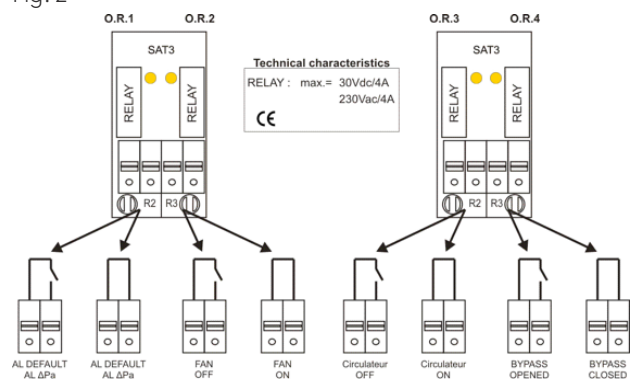 Fig. 2
O.R.1 O.R.2 O.R.3 O.R.4
SAT3 SAT3
Technical characteristics
RELAY : max.= 30Vdc/4A
230Vac/4A
CE
RELAY RELAY RELAY RELAY
R2 R3 R2 R3
AL DEFAULT AL DEFAULT FAN FAN Circulateur Circulateur BYPASS BYPASS
AL ΔPa AL ΔPa OFF ON OFF ON OPENED CLOSED